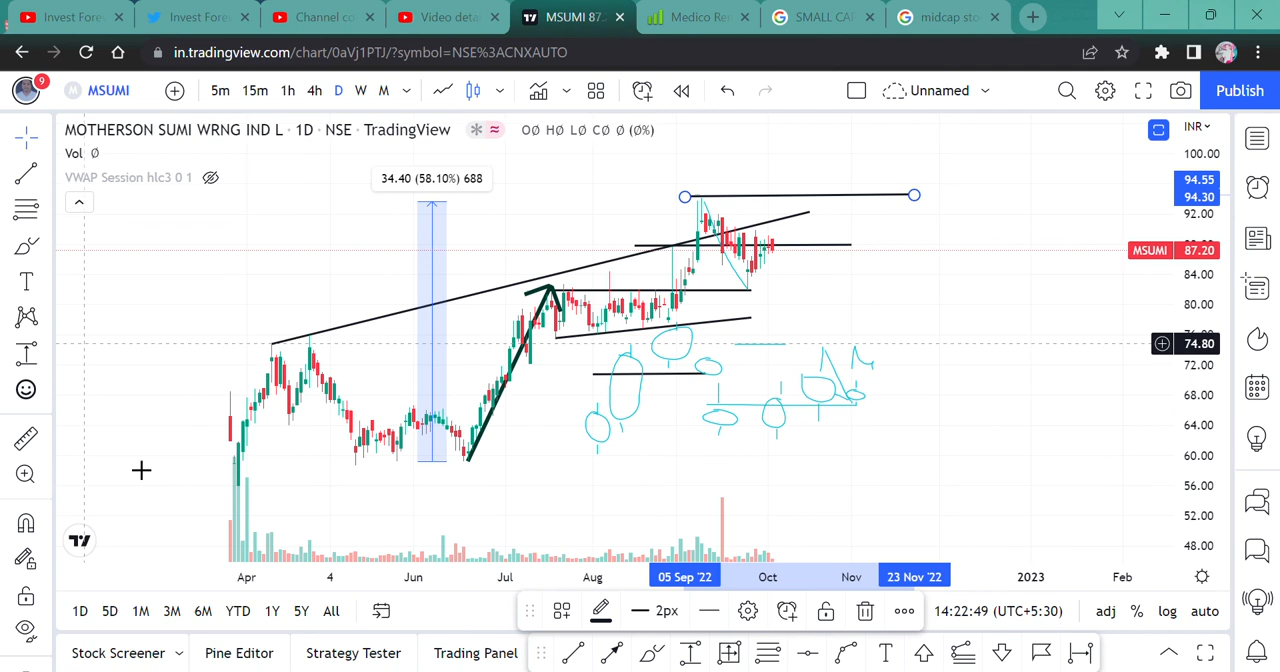 Invest Fore
Invest Fore
Channel co
Video deta
MSUMI 87.
Medico Re
SMALL CA
midcap sto
in.tradingview.com/chart/0aVj1PTJ/?symbol=NSE%3ACNXAUTO
9
M MSUMI 5m 15m 1h 4h D W M Unnamed Publish
MOTHERSON SUMI WRNG IND L · 1D · NSE · TradingView O∅ H∅ L∅ C∅ ∅ (0%)
INR
Vol ∅
VWAP Session hlc3 0 1
34.40 (58.10%) 688
100.00
94.55
94.30
92.00
MSUMI 87.20
84.00
80.00
74.80
72.00
68.00
64.00
60.00
56.00
52.00
48.00
Apr 4 Jun Jul Aug 05 Sep '22 Oct Nov 23 Nov '22 2023 Feb
1D 5D 1M 3M 6M YTD 1Y 5Y All 2px 14:22:49 (UTC+5:30) adj % log auto
Stock Screener Pine Editor Strategy Tester Trading Panel T